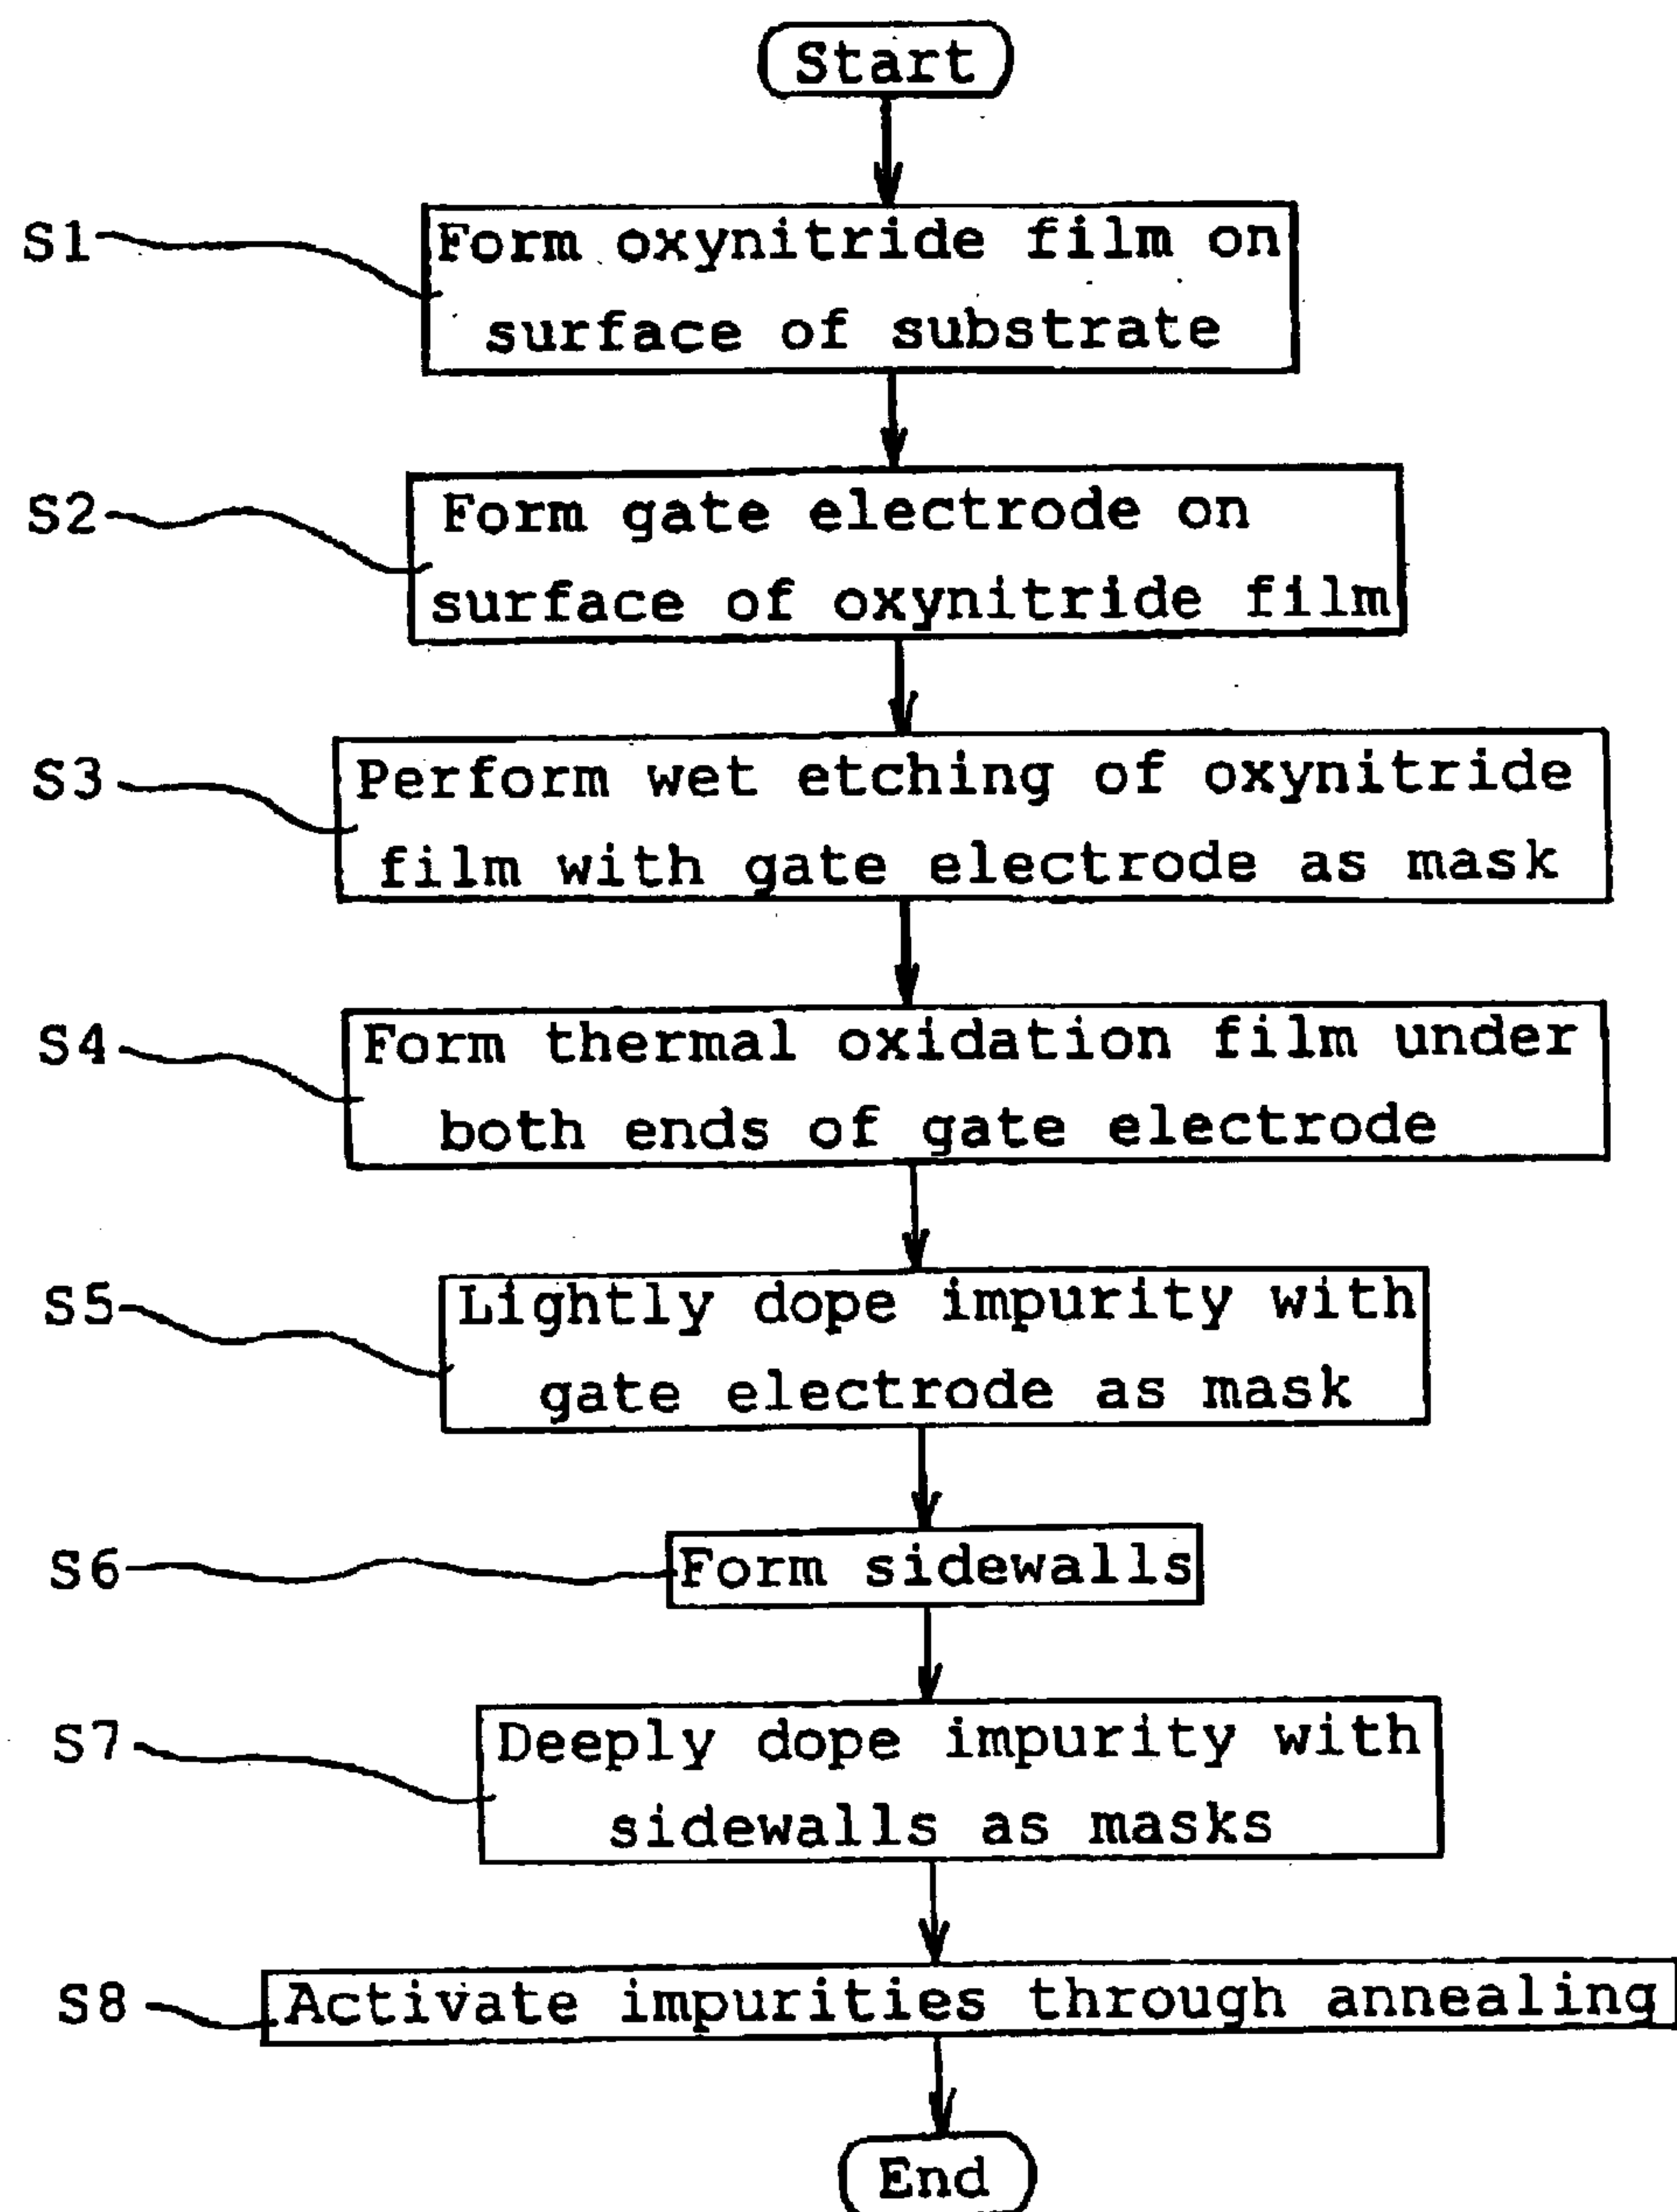 Start
S1
Form oxynitride film on
surface of substrate
S2
Form gate electrode on
surface of oxynitride film
S3
Perform wet etching of oxynitride
film with gate electrode as mask
S4
Form thermal oxidation film under
both ends of gate electrode
S5
Lightly dope impurity with
gate electrode as mask
S6
Form sidewalls
S7
Deeply dope impurity with
sidewalls as masks
S8
Activate impurities through annealing
End